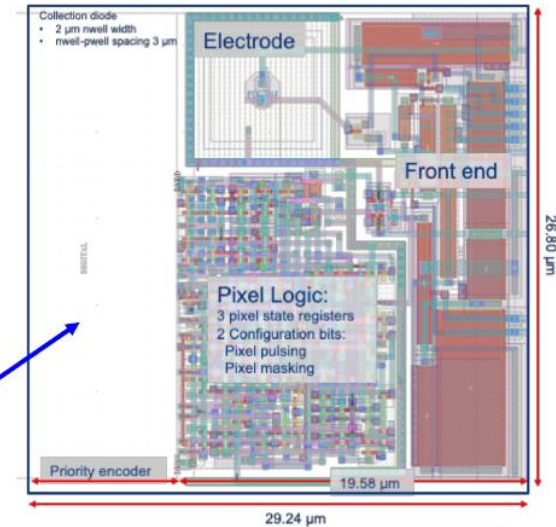 Collection diode
• 2 µm nwell width
• nwell-pwell spacing 3 µm
Electrode
Front end
DIGITAL
Pixel Logic:
3 pixel state registers
2 Configuration bits:
Pixel pulsing
Pixel masking
Priority encoder
19.58 µm
26.80 µm
29.24 µm